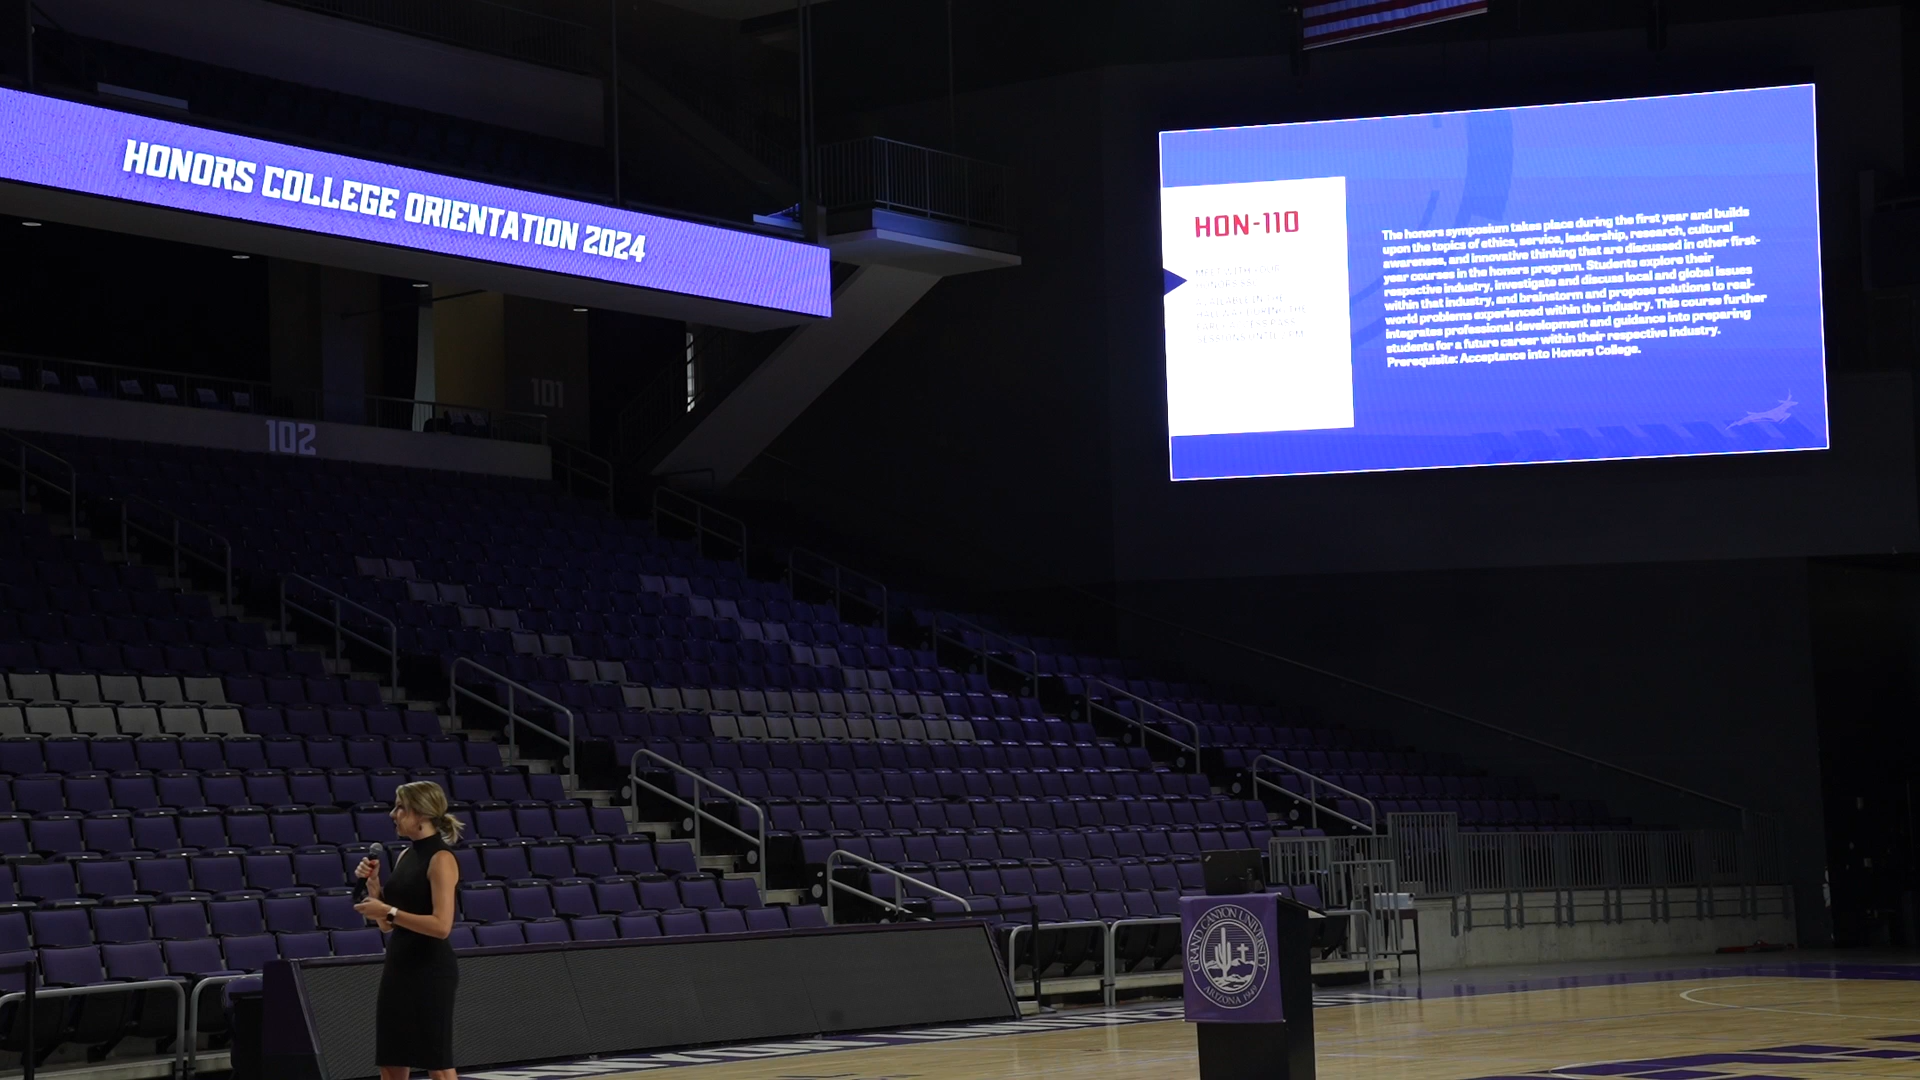 HONORS COLLEGE ORIENTATION 2024
HON-110
MEET WITH YOUR
The honors symposium takes place during the first year and builds
upon the topics of ethics, service, leadership, research, cultural
awareness, and innovative thinking that are discussed in other first-
year courses in the honors program. Students explore their
respective industry, investigate and discuss local and global issues
within that industry, and brainstorm and propose solutions to real-
world problems experienced within the industry. This course further
integrates professional development and guidance into preparing
students for a future career within their respective industry.
Prerequisite: Acceptance into Honors College.
101
102
GRAND CANYON UNIVERSITY
ARIZONA 1949